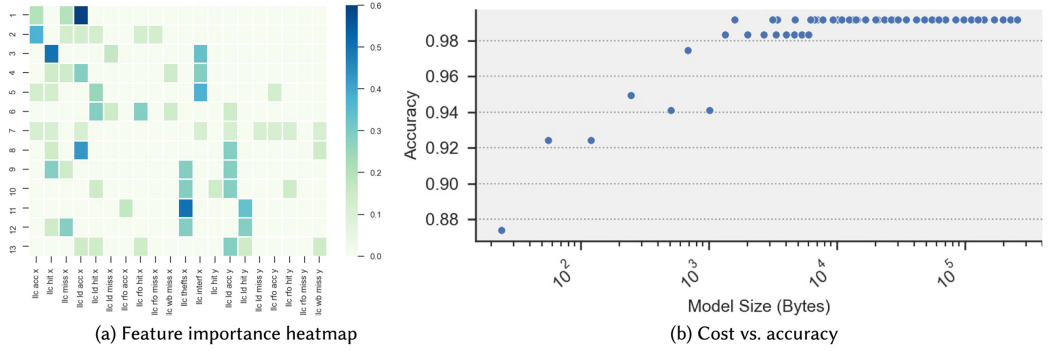 1
2
3
4
5
6
7
8
9
10
11
12
13
llc acc x
llc hit x
llc miss x
llc ld acc x
llc ld hit x
llc ld miss x
llc rfo acc x
llc rfo hit x
llc rfo miss x
llc wb miss x
llc thefts x
llc interf x
llc hit y
llc ld acc y
llc ld hit y
llc ld miss y
llc rfo acc y
llc rfo hit y
llc rfo miss y
llc wb miss y
0.6
0.5
0.4
0.3
0.2
0.1
0.0
(a) Feature importance heatmap
Accuracy
0.98
0.96
0.94
0.92
0.90
0.88
10²
10³
10⁴
10⁵
Model Size (Bytes)
(b) Cost vs. accuracy